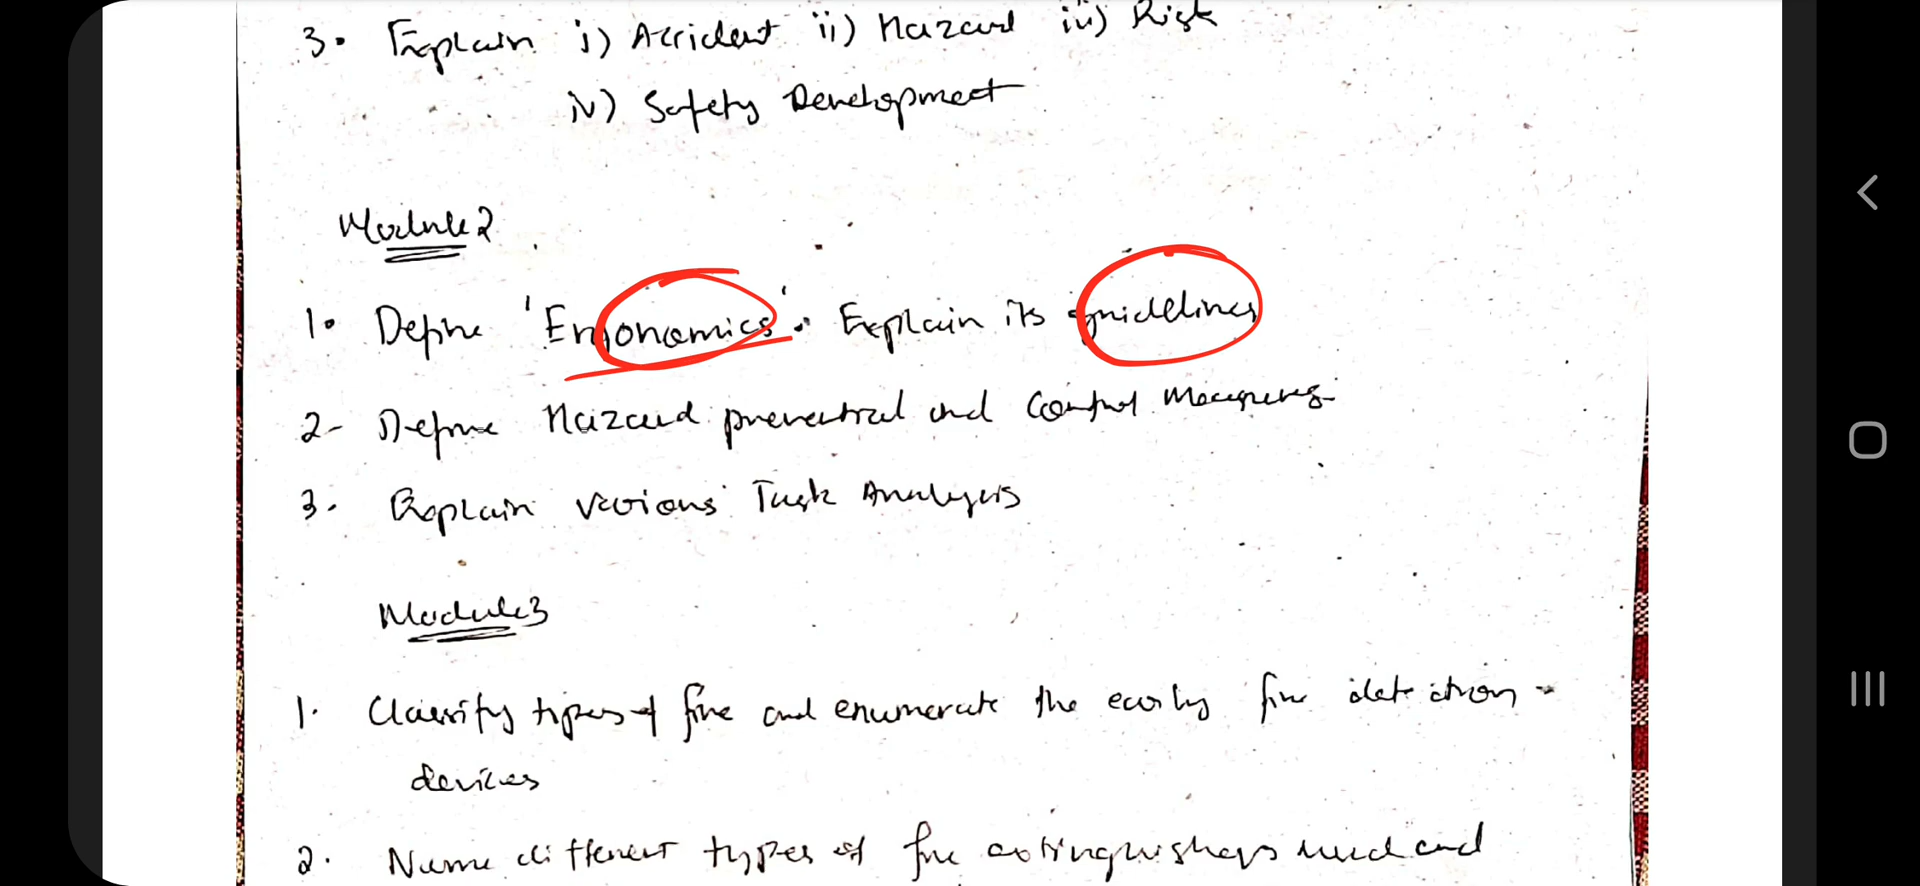 3. Explain i) Accident ii) Hazard iii) Risk
iv) Safety Development
Module 2
1. Define 'Ergonomics'. Explain its guidelines
2- Define Hazard and Control Measures.
3. Explain various Task Analysis
Module 3
1. Classify types of fire and enumerate the early fire detection -
devices
2. Name different types of fire extinguishers used and